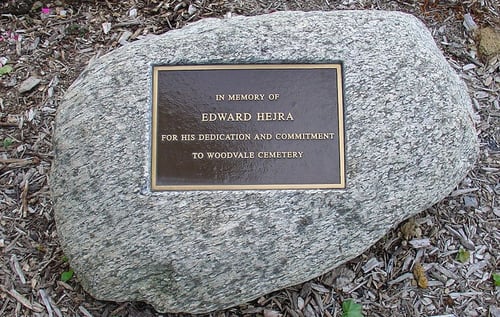 IN MEMORY OF
EDWARD HEJRA
FOR HIS DEDICATION AND COMMITMENT
TO WOODVALE CEMETERY